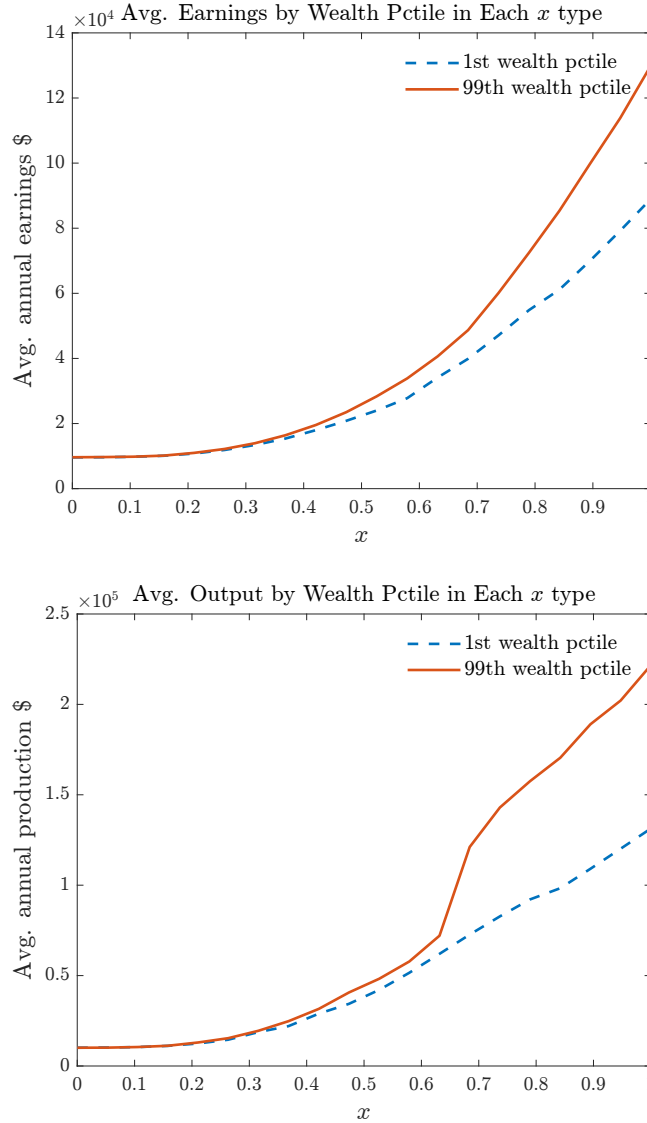 ×10⁴ Avg. Earnings by Wealth Pctile in Each x type
14
12
10
8
6
4
2
0
Avg. annual earnings $
1st wealth pctile
99th wealth pctile
0 0.1 0.2 0.3 0.4 0.5 0.6 0.7 0.8 0.9
x
×10⁵ Avg. Output by Wealth Pctile in Each x type
2.5
2
1.5
1
0.5
0
Avg. annual production $
1st wealth pctile
99th wealth pctile
0 0.1 0.2 0.3 0.4 0.5 0.6 0.7 0.8 0.9
x